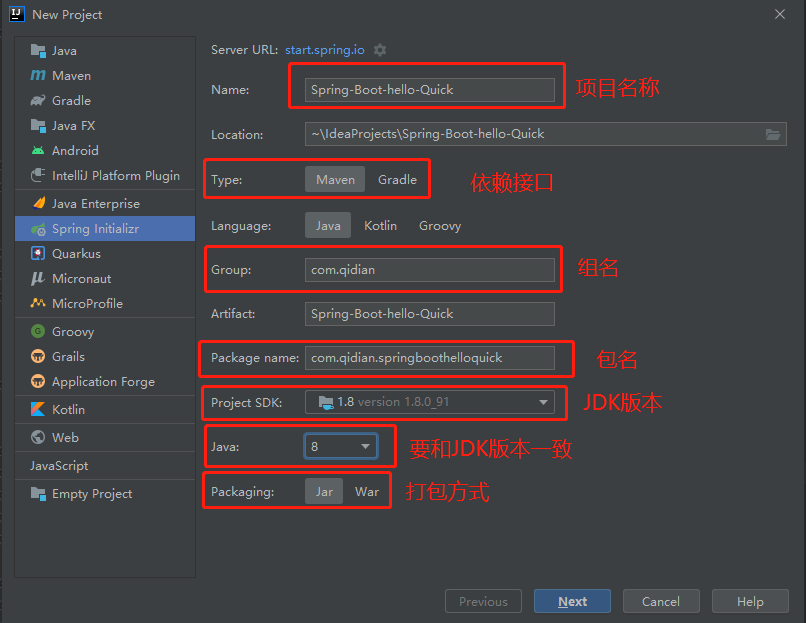 New Project
Java
Maven
Gradle
Java FX
Android
IntelliJ Platform Plugin
Java Enterprise
Spring Initializr
Quarkus
Micronaut
MicroProfile
Groovy
Grails
Application Forge
Kotlin
Web
JavaScript
Empty Project
Server URL: start.spring.io
Name: Spring-Boot-hello-Quick 项目名称
Location: ~\IdeaProjects\Spring-Boot-hello-Quick
Type: Maven Gradle 依赖接口
Language: Java Kotlin Groovy
Group: com.qidian 组名
Artifact: Spring-Boot-hello-Quick
Package name: com.qidian.springboothelloquick 包名
Project SDK: 1.8 version 1.8.0_91 JDK版本
Java: 8 要和JDK版本一致
Packaging: Jar War 打包方式
Previous Next Cancel Help